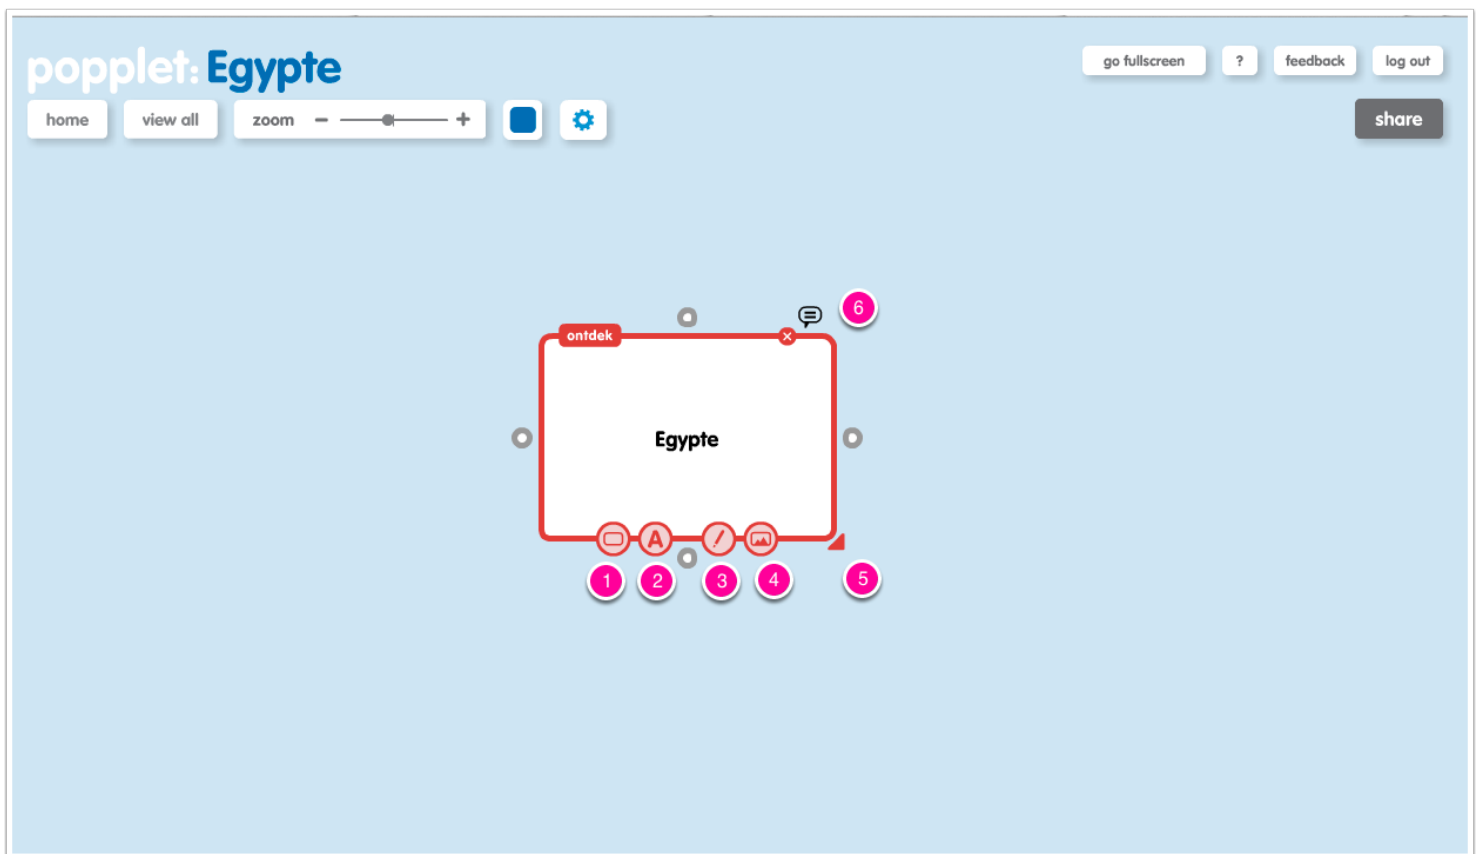 popplet: Egypte
go fullscreen ? feedback log out
home view all zoom - +
share
6
ontdek
Egypte
A
1 2 3 4 5